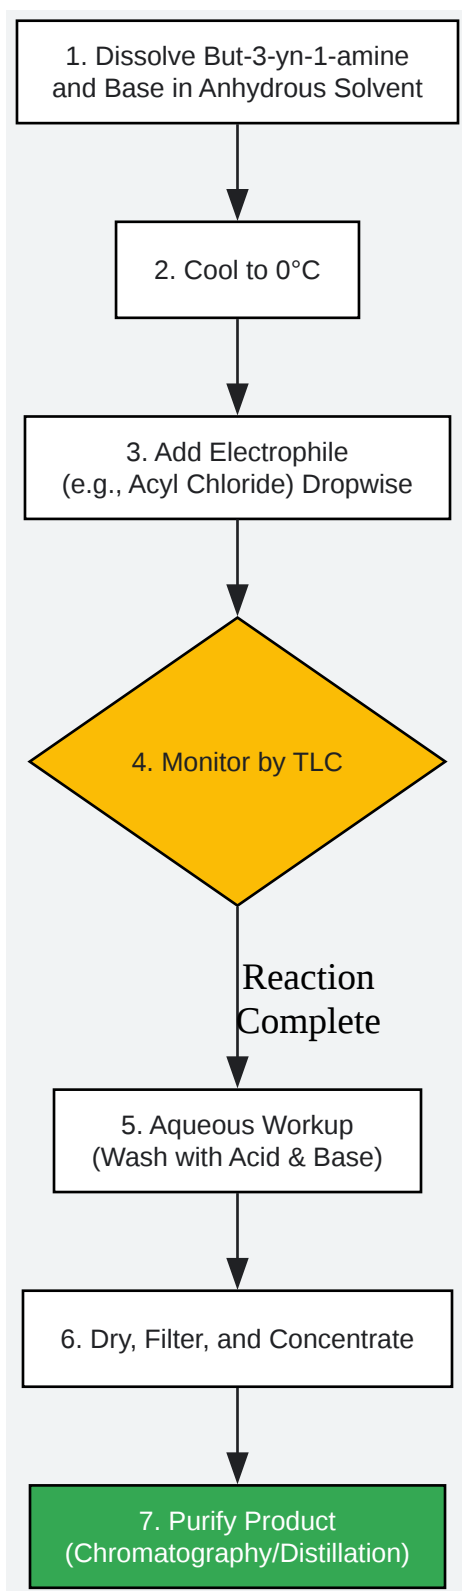 1. Dissolve But-3-yn-1-amine
and Base in Anhydrous Solvent
2. Cool to 0°C
3. Add Electrophile
(e.g., Acyl Chloride) Dropwise
4. Monitor by TLC
Reaction
Complete
5. Aqueous Workup
(Wash with Acid & Base)
6. Dry, Filter, and Concentrate
7. Purify Product
(Chromatography/Distillation)